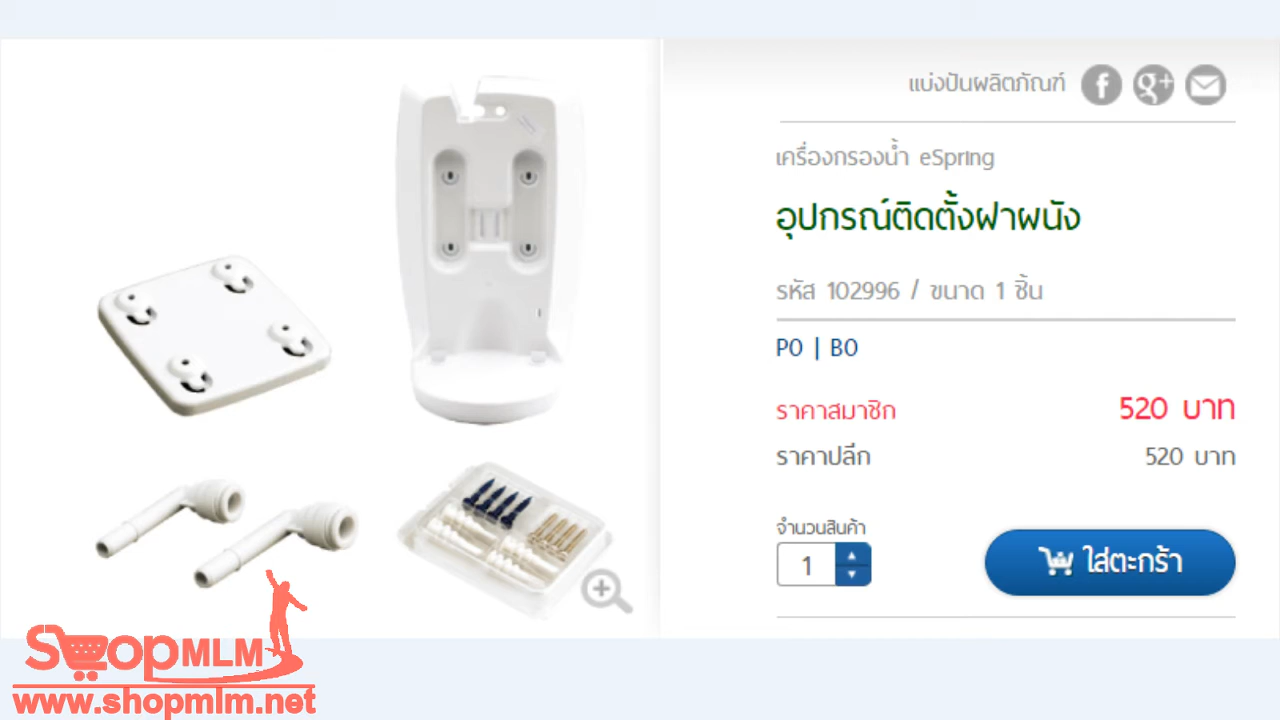 แบ่งปันผลิตภัณฑ์
เครื่องกรองน้ำ eSpring
อุปกรณ์ติดตั้งฝาผนัง
รหัส 102996 / ขนาด 1 ชิ้น
PO | BO
ราคาสมาชิก 520 บาท
ราคาปลีก 520 บาท
จำนวนสินค้า
1
ใส่ตะกร้า
ShopMLM
www.shopmlm.net